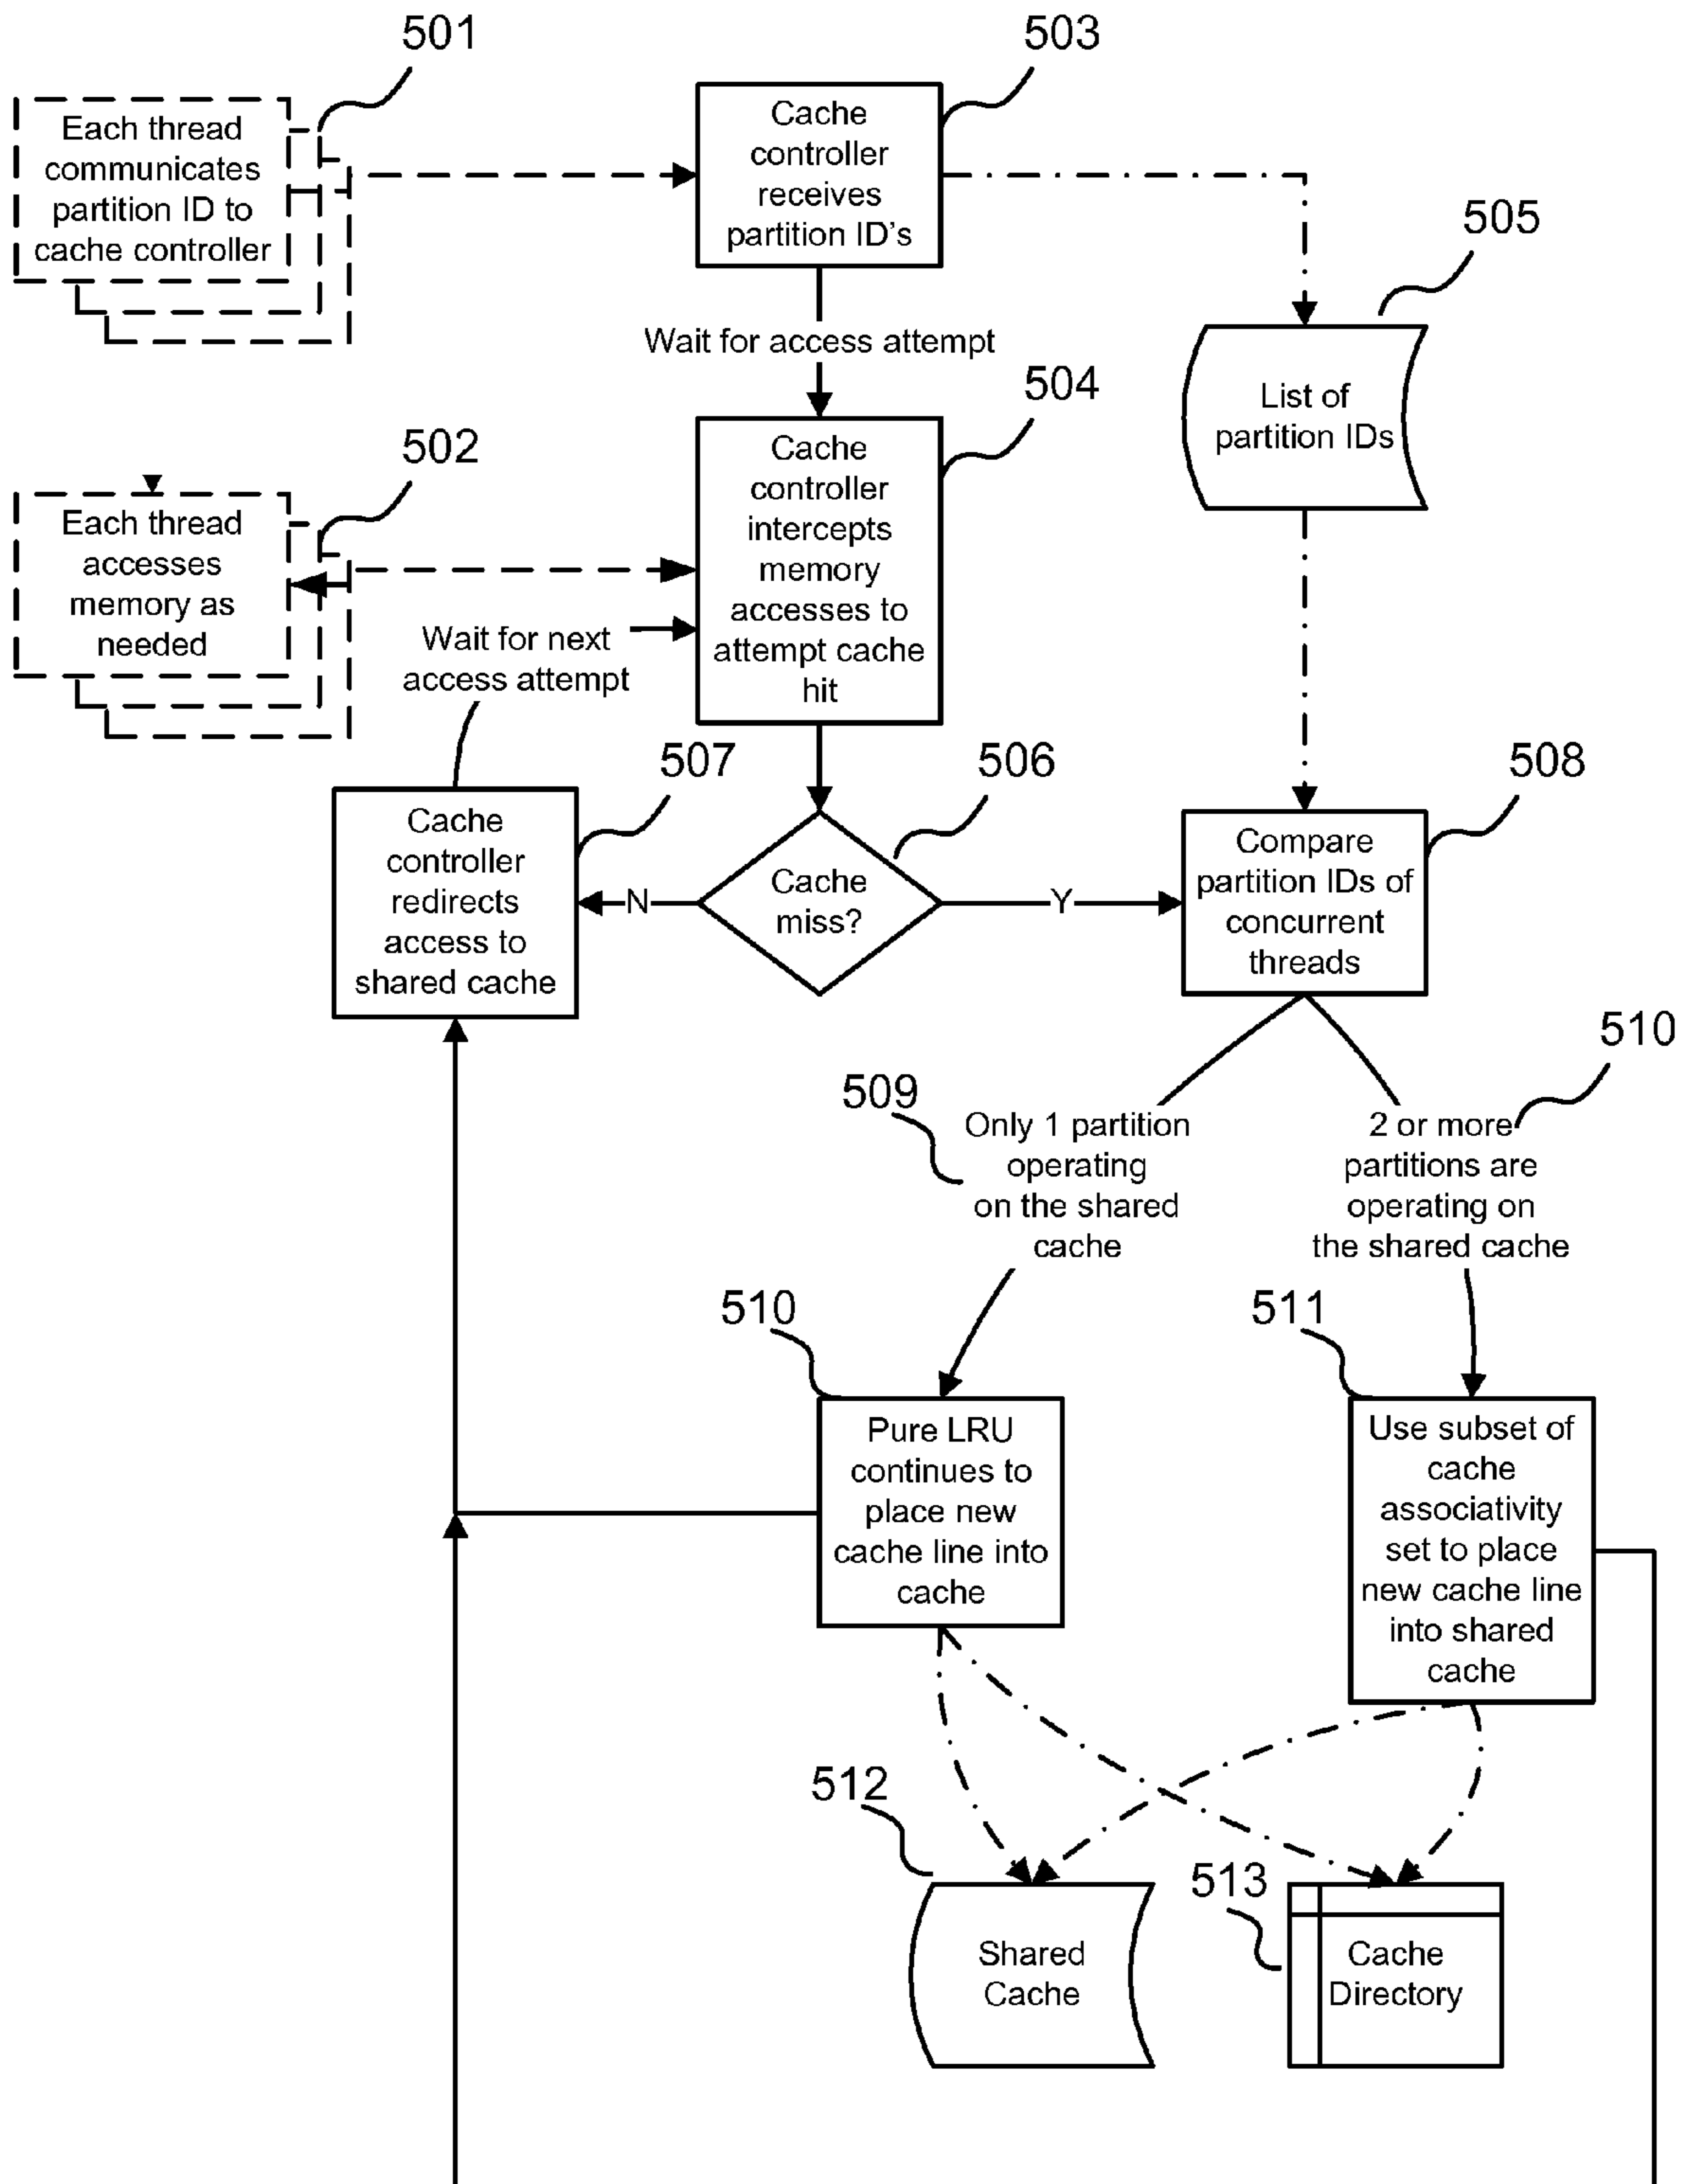 501
503
Each thread
communicates
partition ID to
cache controller
Cache
controller
receives
partition ID's
505
Wait for access attempt
504
List of
partition IDs
502
Each thread
accesses
memory as
needed
Cache
controller
intercepts
memory
accesses to
attempt cache
hit
Wait for next
access attempt
507
506
508
Cache
controller
redirects
access to
shared cache
N
Cache
miss?
Y
Compare
partition IDs of
concurrent
threads
510
509
Only 1 partition
operating
on the shared
cache
2 or more
partitions are
operating on
the shared cache
510
511
Pure LRU
continues to
place new
cache line into
cache
Use subset of
cache
associativity
set to place
new cache line
into shared
cache
512
513
Shared
Cache
Cache
Directory